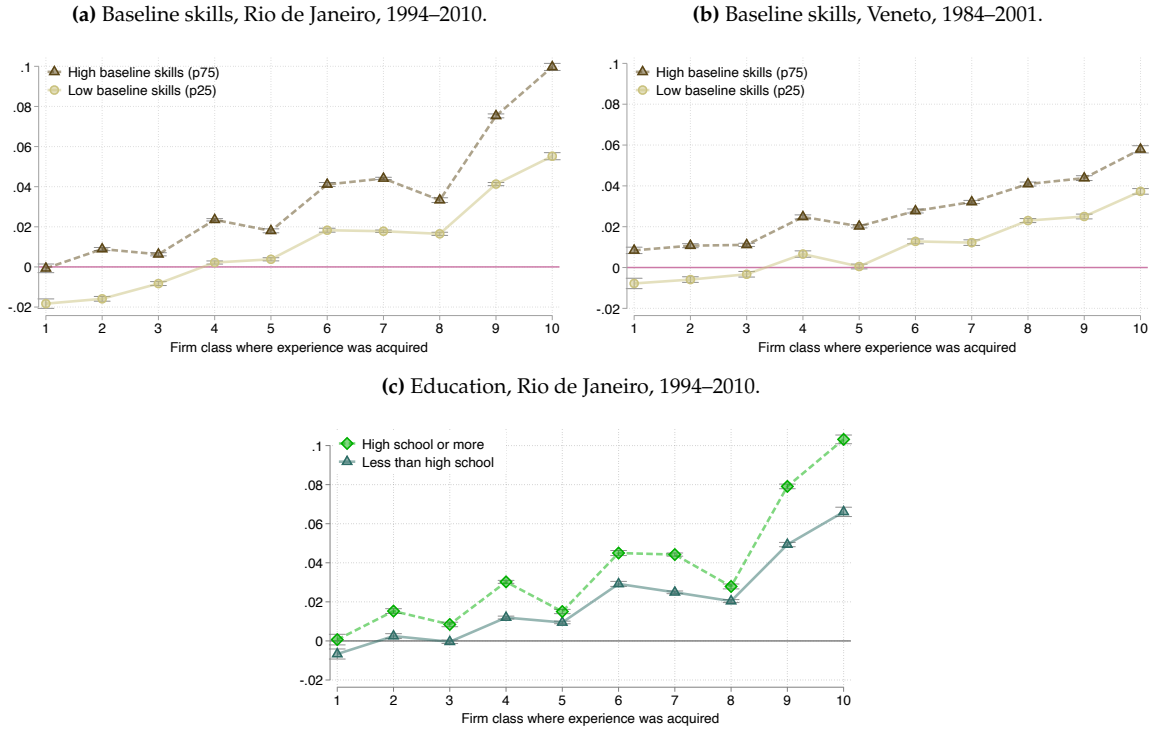 (a) Baseline skills, Rio de Janeiro, 1994–2010.
.1
.08
.06
.04
.02
0
-.02
High baseline skills (p75)
Low baseline skills (p25)
1 2 3 4 5 6 7 8 9 10
Firm class where experience was acquired
(b) Baseline skills, Veneto, 1984–2001.
.1
.08
.06
.04
.02
0
-.02
High baseline skills (p75)
Low baseline skills (p25)
1 2 3 4 5 6 7 8 9 10
Firm class where experience was acquired
(c) Education, Rio de Janeiro, 1994–2010.
.1
.08
.06
.04
.02
0
-.02
High school or more
Less than high school
1 2 3 4 5 6 7 8 9 10
Firm class where experience was acquired